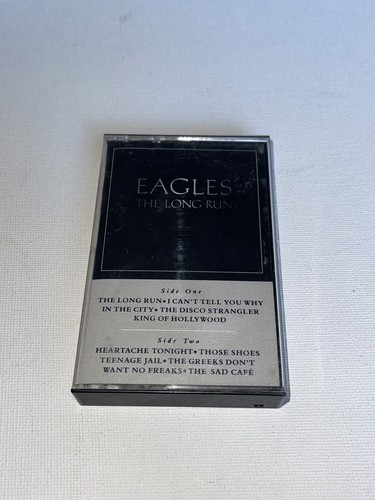 EAGLES
THE LONG RUN
Side One
THE LONG RUN • I CAN'T TELL YOU WHY
IN THE CITY • THE DISCO STRANGLER
KING OF HOLLYWOOD
Side Two
HEARTACHE TONIGHT • THOSE SHOES
TEENAGE JAIL • THE GREEKS DON'T
WANT NO FREAKS • THE SAD CAFÉ